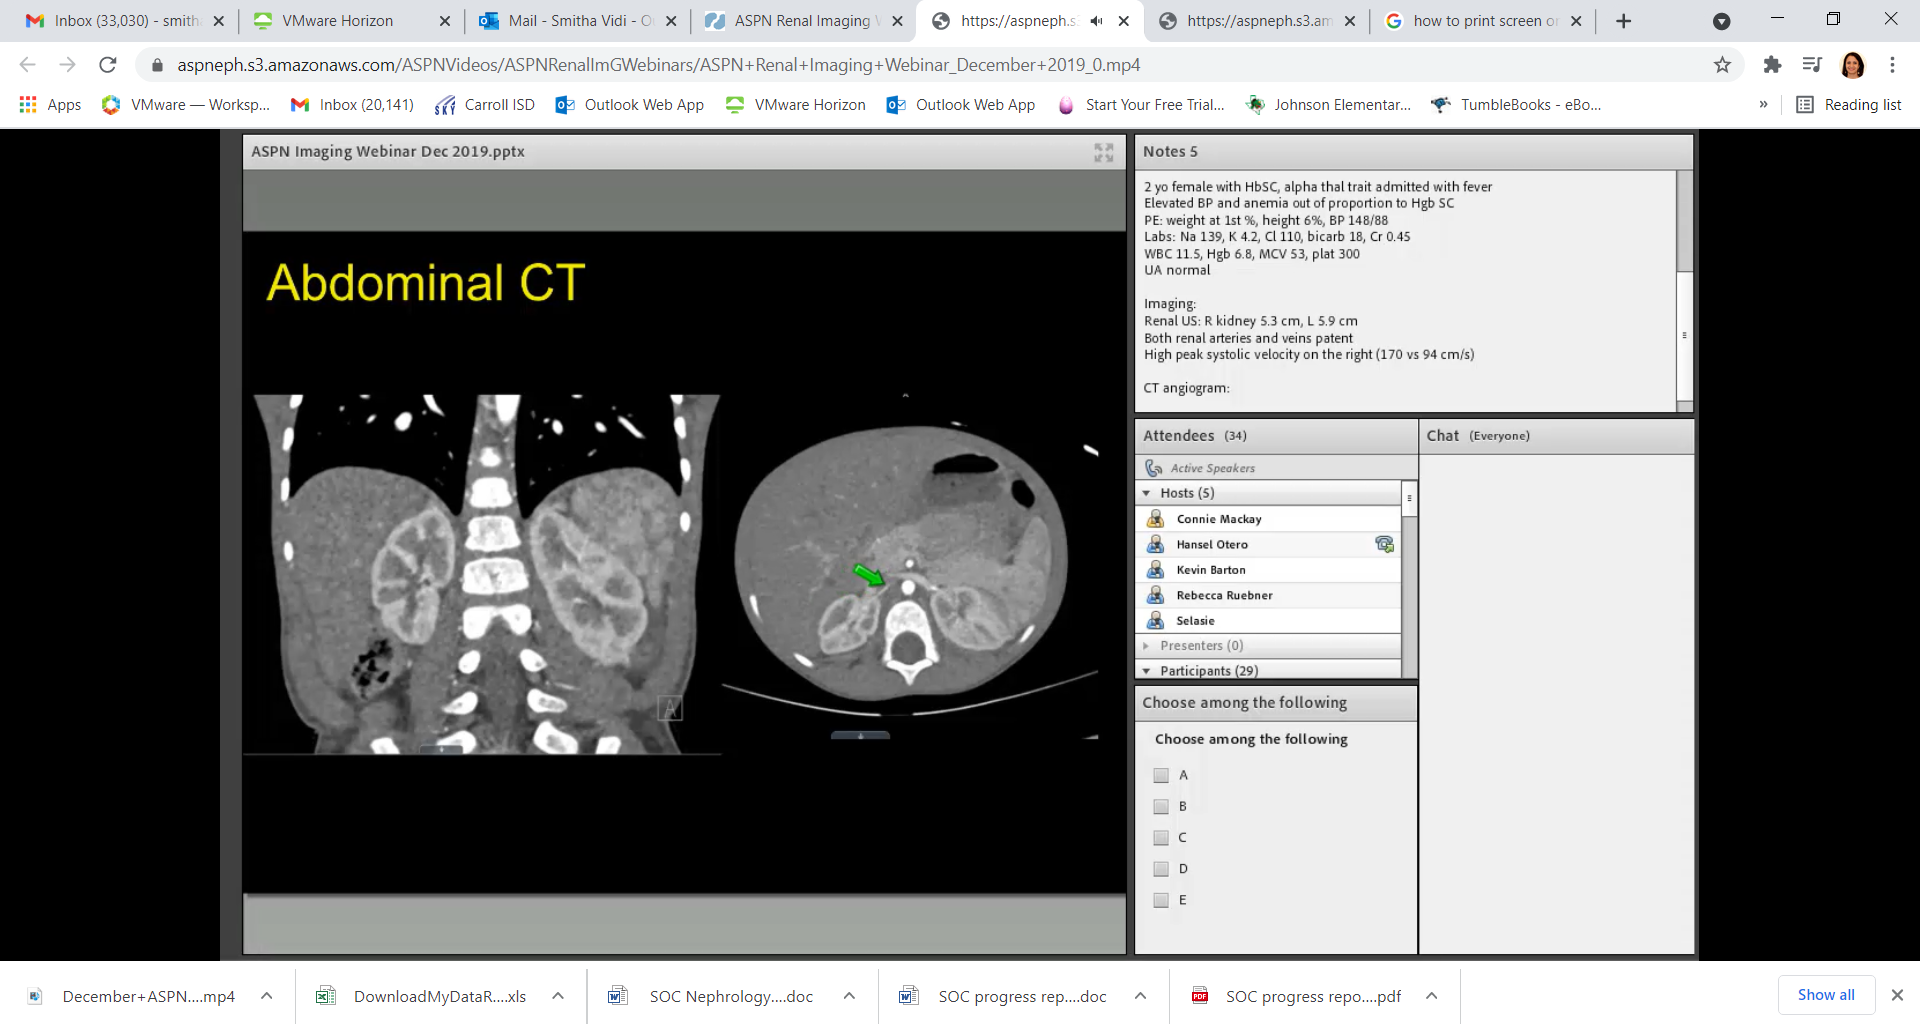 Inbox (33,030) - smith
VMware Horizon
Mail - Smitha Vidi - O
ASPN Renal Imaging
https://aspneph.s
https://aspneph.s3.am
how to print screen o
aspneph.s3.amazonaws.com/ASPNVideos/ASPNRenalImGWebinars/ASPN+Renal+Imaging+Webinar_December+2019_0.mp4
Apps
VMware — Worksp...
Inbox (20,141)
Carroll ISD
Outlook Web App
VMware Horizon
Outlook Web App
Start Your Free Trial...
Johnson Elementar...
TumbleBooks - eBo...
»
Reading list
ASPN Imaging Webinar Dec 2019.pptx
Abdominal CT
A
Notes 5
2 yo female with HbSC, alpha thal trait admitted with fever
Elevated BP and anemia out of proportion to Hgb SC
PE: weight at 1st %, height 6%, BP 148/88
Labs: Na 139, K 4.2, Cl 110, bicarb 18, Cr 0.45
WBC 11.5, Hgb 6.8, MCV 53, plat 300
UA normal
Imaging:
Renal US: R kidney 5.3 cm, L 5.9 cm
Both renal arteries and veins patent
High peak systolic velocity on the right (170 vs 94 cm/s)
CT angiogram:
Attendees (34)
Active Speakers
Hosts (5)
Connie Mackay
Hansel Otero
Kevin Barton
Rebecca Ruebner
Selasie
Presenters (0)
Participants (29)
Chat (Everyone)
Choose among the following
Choose among the following
A
B
C
D
E
December+ASPN....mp4
DownloadMyDataR....xls
SOC Nephrology....doc
SOC progress rep....doc
SOC progress repo....pdf
Show all